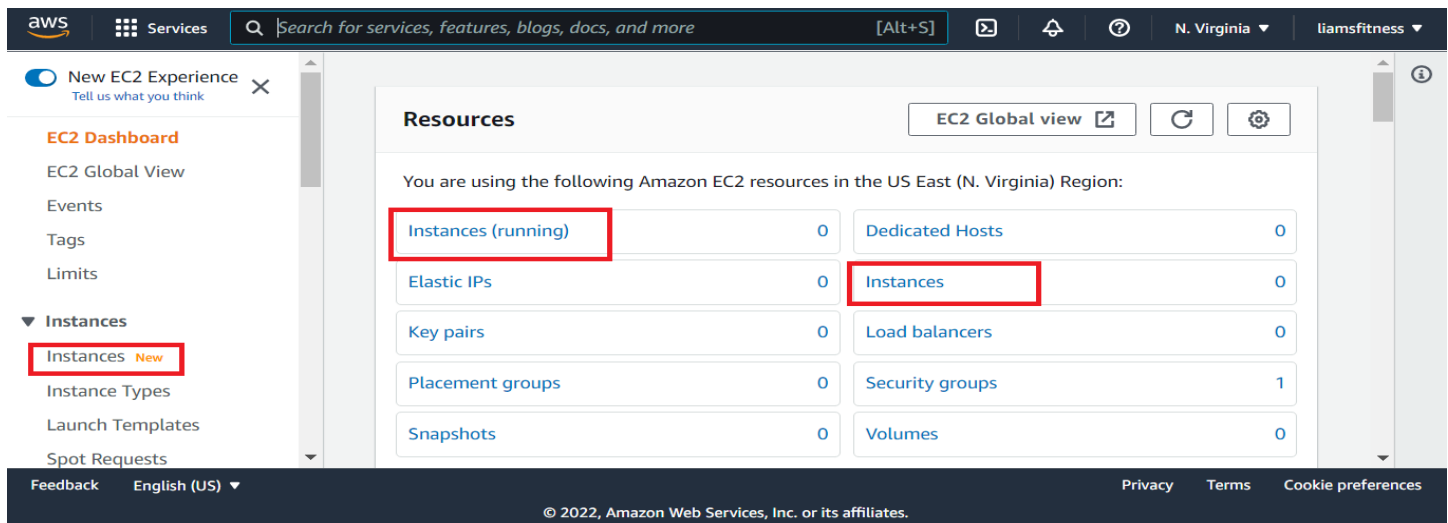 aws Services Search for services, features, blogs, docs, and more [Alt+S] N. Virginia ▼ liamsfitness ▼
New EC2 Experience
Tell us what you think
EC2 Dashboard
EC2 Global View
Events
Tags
Limits
▼ Instances
Instances New
Instance Types
Launch Templates
Spot Requests
Resources
EC2 Global view
You are using the following Amazon EC2 resources in the US East (N. Virginia) Region:
Instances (running) 0 Dedicated Hosts 0
Elastic IPs 0 Instances 0
Key pairs 0 Load balancers 0
Placement groups 0 Security groups 1
Snapshots 0 Volumes 0
Feedback English (US) ▼ Privacy Terms Cookie preferences
© 2022, Amazon Web Services, Inc. or its affiliates.